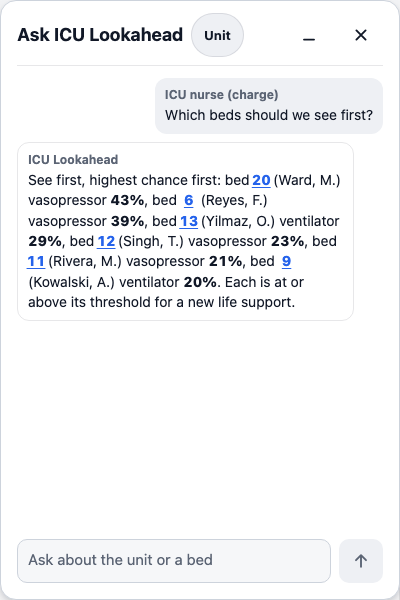 Ask ICU Lookahead Unit
ICU nurse (charge)
Which beds should we see first?
ICU Lookahead
See first, highest chance first: bed 20 (Ward, M.)
vasopressor 43%, bed 6 (Reyes, F.)
vasopressor 39%, bed 13 (Yilmaz, O.) ventilator
29%, bed 12 (Singh, T.) vasopressor 23%, bed
11 (Rivera, M.) vasopressor 21%, bed 9
(Kowalski, A.) ventilator 20%. Each is at or
above its threshold for a new life support.
Ask about the unit or a bed